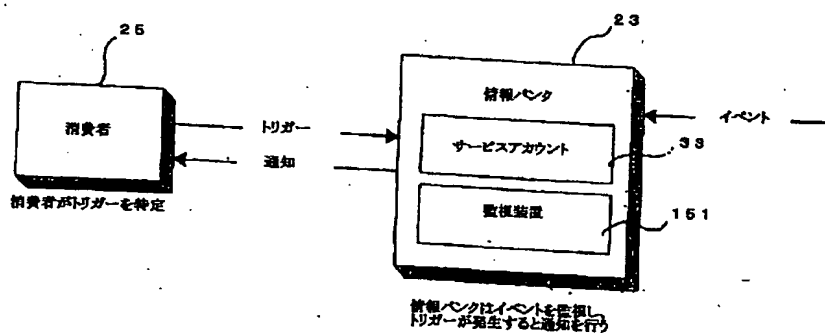 25
23
消費者
トリガー
通知
情報バンク
サービスアカウント
33
監視装置
151
イベント
消費者がトリガーを特定
情報バンクはイベントを監視し、
トリガーが発生すると通知を行う